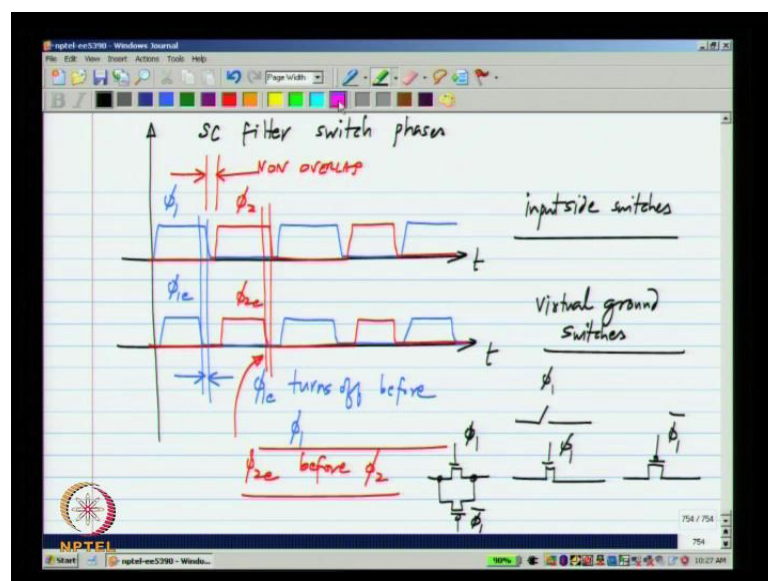 nptel-ee5390 - Windows Journal
File Edit View Insert Actions Tools Help
Page Width
B I
SC filter switch phases
NON OVERLAP
ϕ1 ϕ2
input side switches
t
ϕ1e ϕ2e
Virtual ground
switches
t
ϕ1e turns off before
ϕ1
ϕ2e before ϕ2
ϕ1
ϕ1 ϕ1 ϕ̅1
ϕ̅1
754 / 754
754
NPTEL
Start nptel-ee5390 - Windo... 90% 10:27 AM